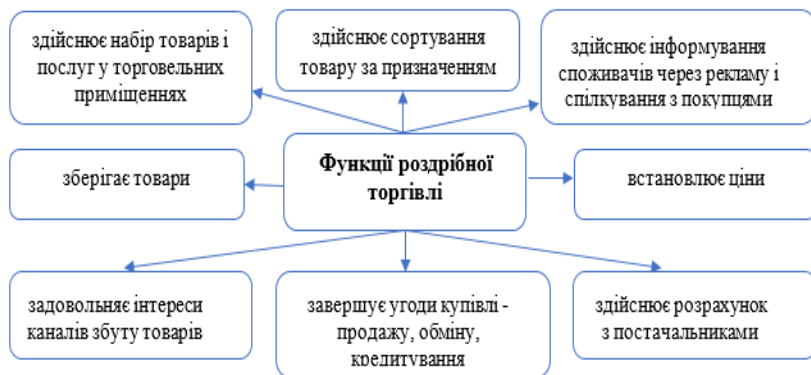 здійснює набір товарів і
послуг у торговельних
приміщеннях
здійснює сортування
товару за призначенням
здійснює інформування
споживачів через рекламу і
спілкування з покупцями
зберігає товари
Функції роздрібної
торгівлі
встановлює ціни
задовольняє інтереси
каналів збуту товарів
завершує угоди купівлі -
продажу, обміну,
кредитування
здійснює розрахунок
з постачальниками